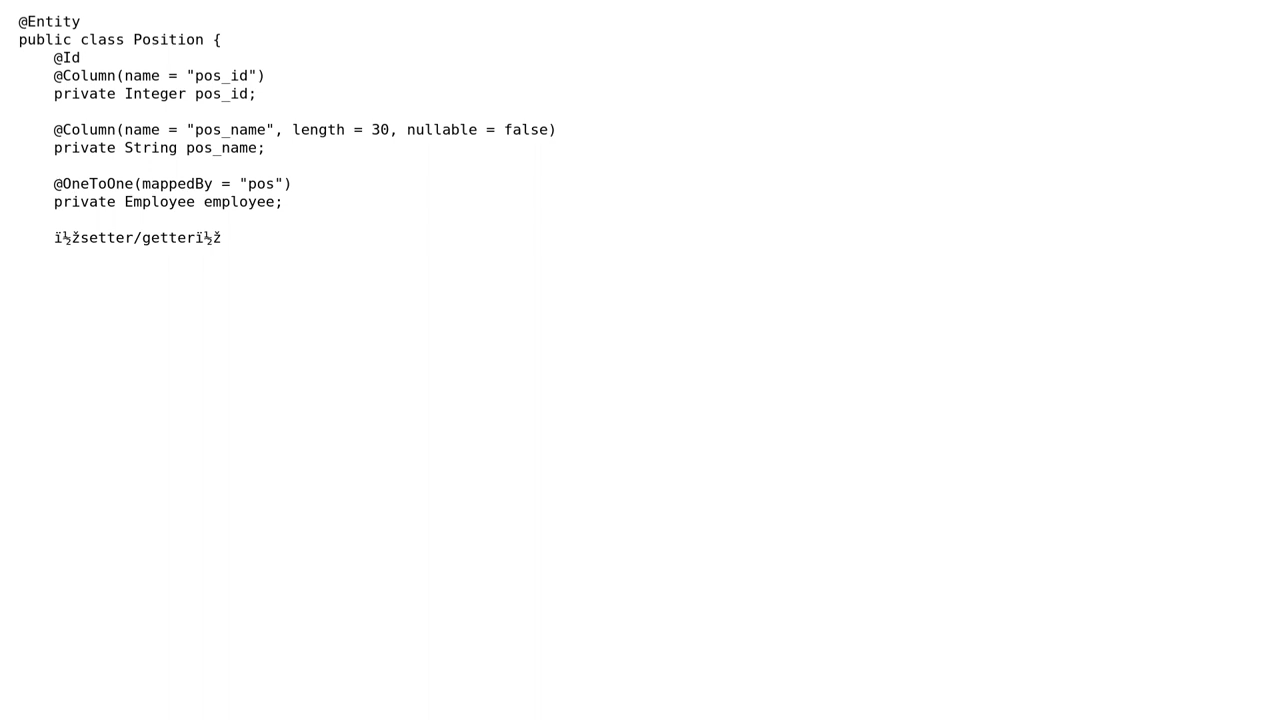 @Entity
public class Position {
    @Id
    @Column(name = "pos_id")
    private Integer pos_id;

    @Column(name = "pos_name", length = 30, nullable = false)
    private String pos_name;

    @OneToOne(mappedBy = "pos")
    private Employee employee;

    ï½žsetter/getterï½ž